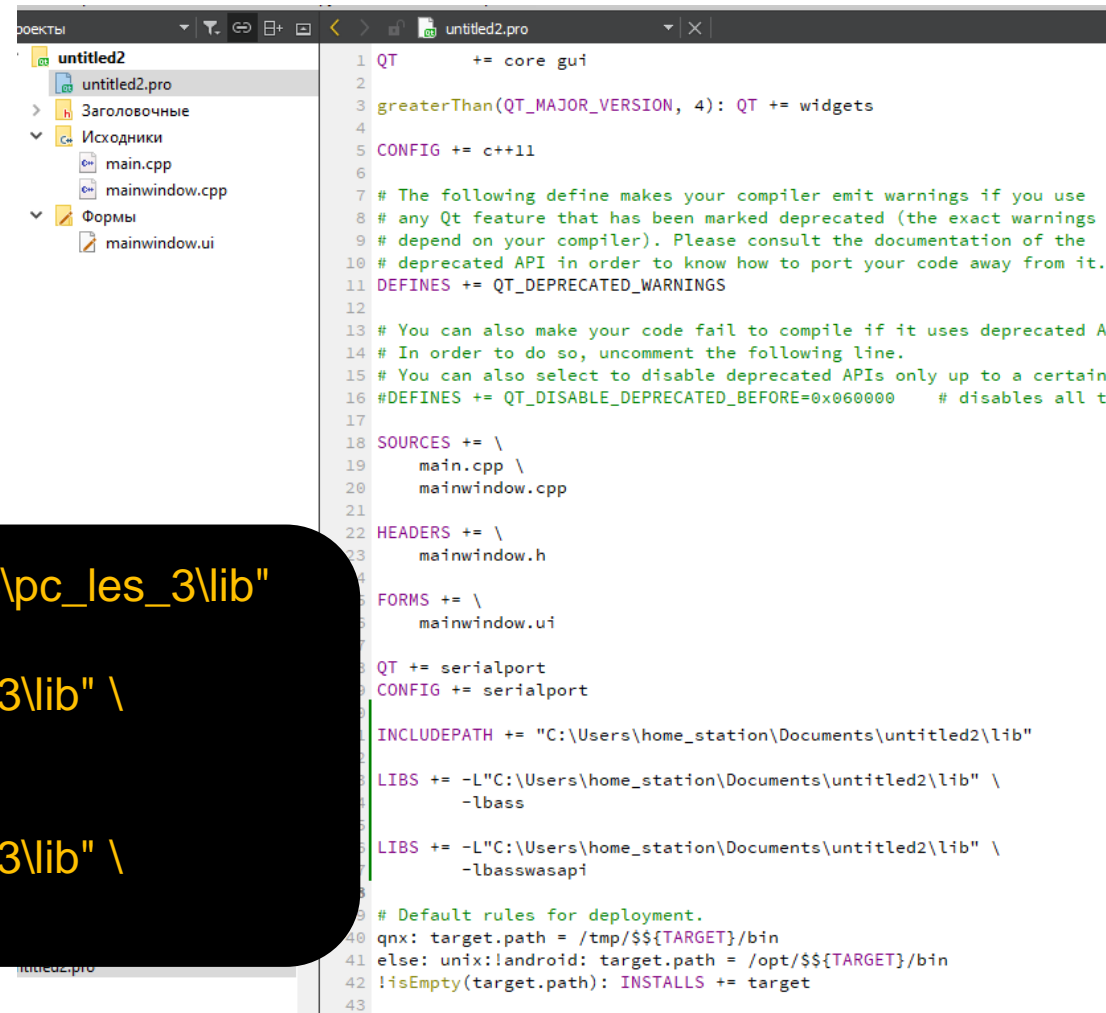 untitled2.pro
untitled2
untitled2.pro
Заголовочные
Исходники
main.cpp
mainwindow.cpp
Формы
mainwindow.ui
1 QT += core gui
2
3 greaterThan(QT_MAJOR_VERSION, 4): QT += widgets
4
5 CONFIG += c++11
6
7 # The following define makes your compiler emit warnings if you use
8 # any Qt feature that has been marked deprecated (the exact warnings
9 # depend on your compiler). Please consult the documentation of the
10 # deprecated API in order to know how to port your code away from it.
11 DEFINES += QT_DEPRECATED_WARNINGS
12
13 # You can also make your code fail to compile if it uses deprecated A
14 # In order to do so, uncomment the following line.
15 # You can also select to disable deprecated APIs only up to a certain
16 #DEFINES += QT_DISABLE_DEPRECATED_BEFORE=0x060000 # disables all t
17
18 SOURCES += \
19 main.cpp \
20 mainwindow.cpp
21
22 HEADERS += \
23 mainwindow.h
FORMS += \
mainwindow.ui
QT += serialport
CONFIG += serialport
INCLUDEPATH += "C:\Users\home_station\Documents\untitled2\lib"
LIBS += -L"C:\Users\home_station\Documents\untitled2\lib" \
-lbass
LIBS += -L"C:\Users\home_station\Documents\untitled2\lib" \
-lbasswasapi
# Default rules for deployment.
40 qnx: target.path = /tmp/$${TARGET}/bin
41 else: unix:!android: target.path = /opt/$${TARGET}/bin
42 !isEmpty(target.path): INSTALLS += target
43
\pc_les_3\lib"
3\lib" \
3\lib" \